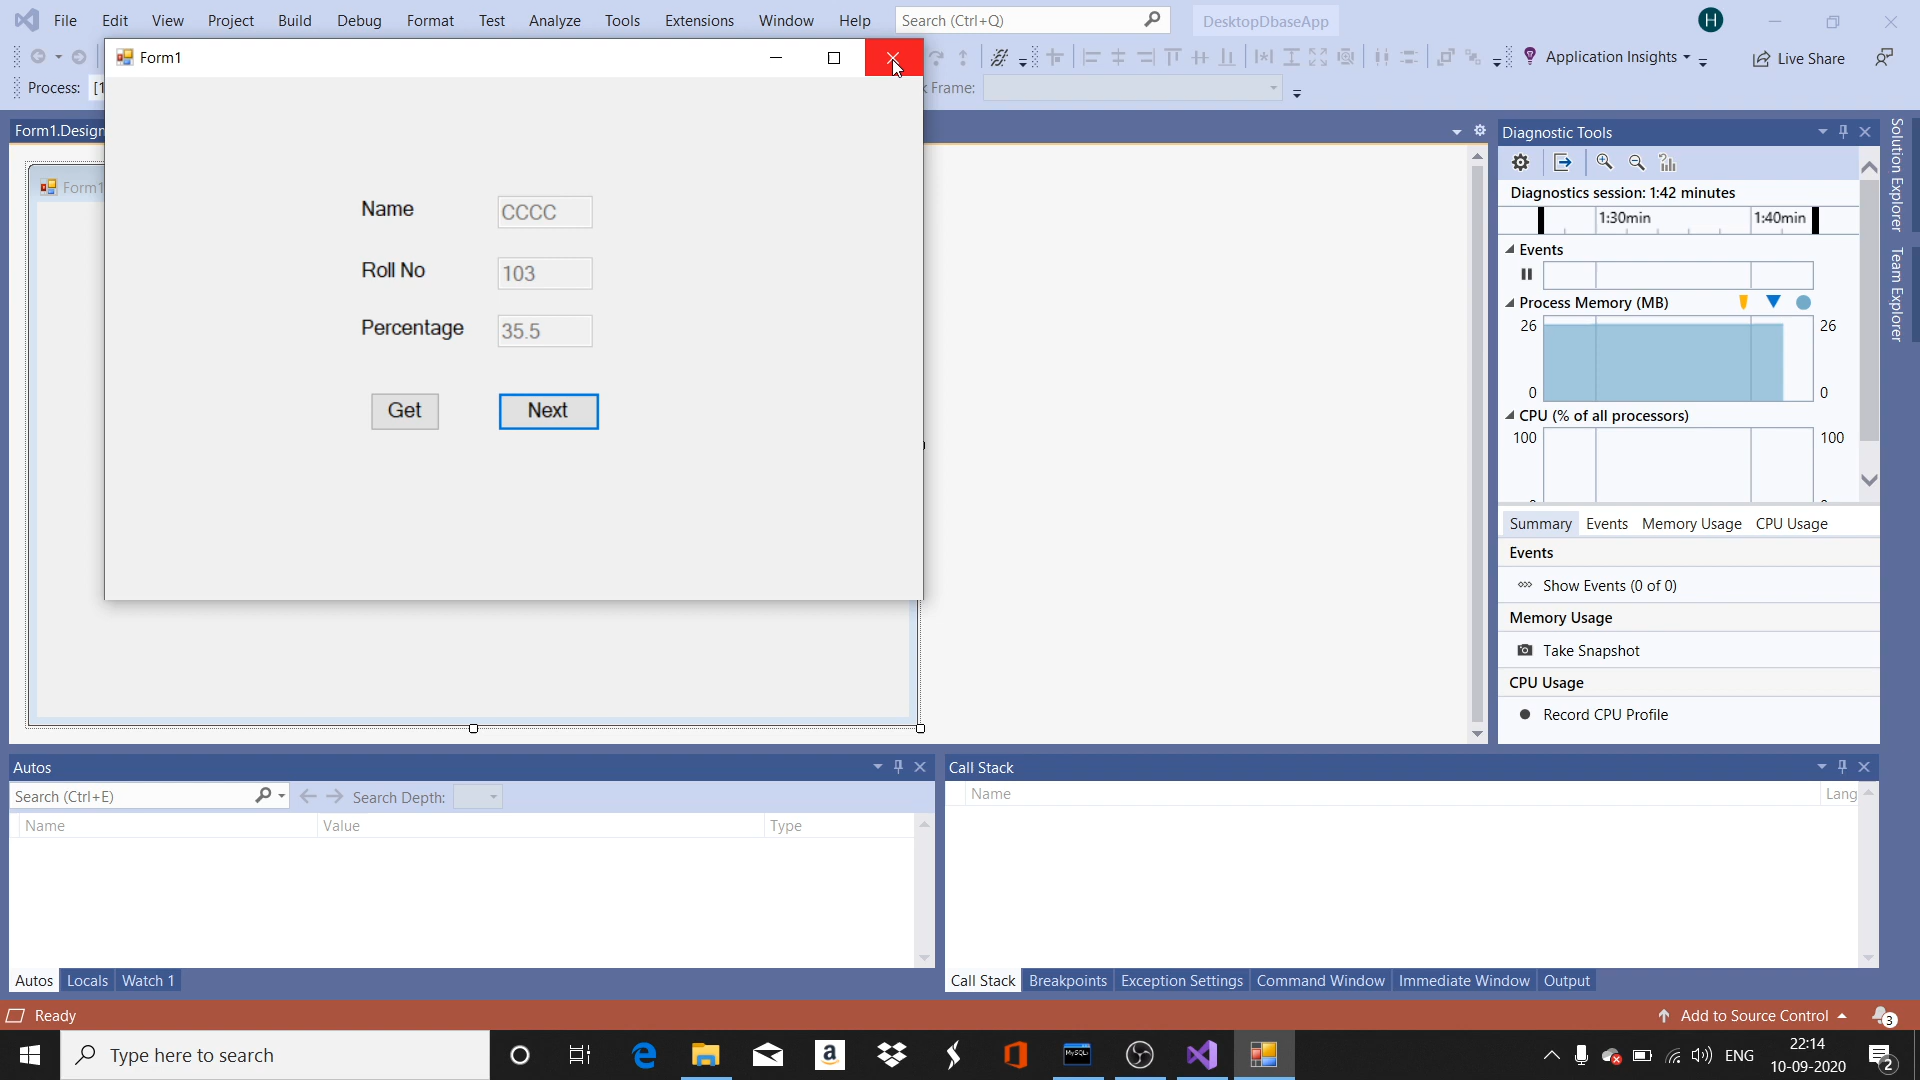 File Edit View Project Build Debug Format Test Analyze Tools Extensions Window Help Search (Ctrl+Q) DesktopDbaseApp H
Form1
Application Insights Live Share
Process: [1 Frame:
Form1.Design
Form1
Name CCCC
Roll No 103
Percentage 35.5
Get Next
Diagnostic Tools
Diagnostics session: 1:42 minutes
1:30min 1:40min
Events
Process Memory (MB)
26 26
0 0
CPU (% of all processors)
100 100
Summary Events Memory Usage CPU Usage
Events
Show Events (0 of 0)
Memory Usage
Take Snapshot
CPU Usage
Record CPU Profile
Solution Explorer
Team Explorer
Autos
Search (Ctrl+E) Search Depth:
Name Value Type
Autos Locals Watch 1
Call Stack
Name Lang
Call Stack Breakpoints Exception Settings Command Window Immediate Window Output
Ready Add to Source Control 3
Type here to search
MySQL
ENG
22:14
10-09-2020
2